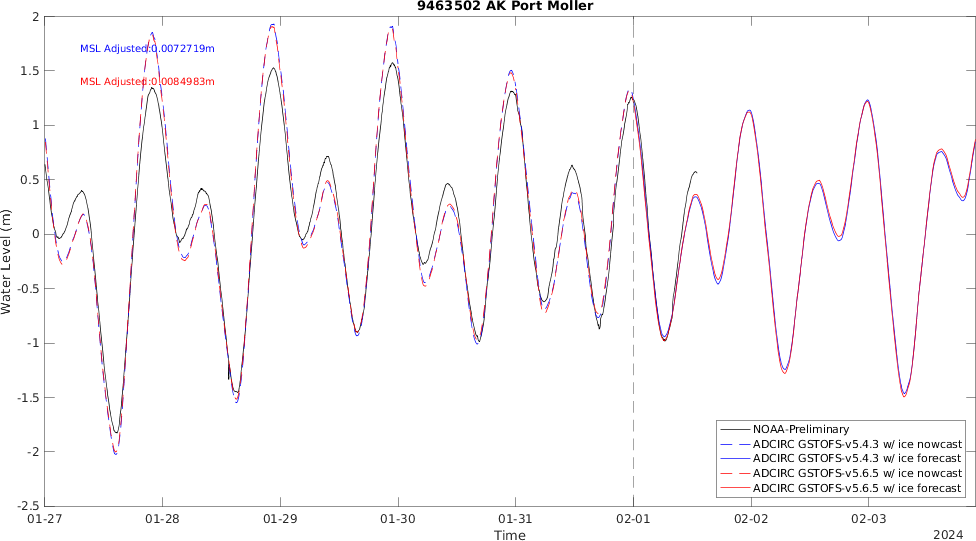 9463502 AK Port Moller
2
1.5
1
0.5
0
-0.5
-1
-1.5
-2
-2.5
Water Level (m)
MSL Adjusted:0.0072719m
MSL Adjusted:0.0084983m
NOAA-Preliminary
ADCIRC GSTOFS-v5.4.3 w/ ice nowcast
ADCIRC GSTOFS-v5.4.3 w/ ice forecast
ADCIRC GSTOFS-v5.6.5 w/ ice nowcast
ADCIRC GSTOFS-v5.6.5 w/ ice forecast
01-27 01-28 01-29 01-30 01-31 02-01 02-02 02-03
Time
2024